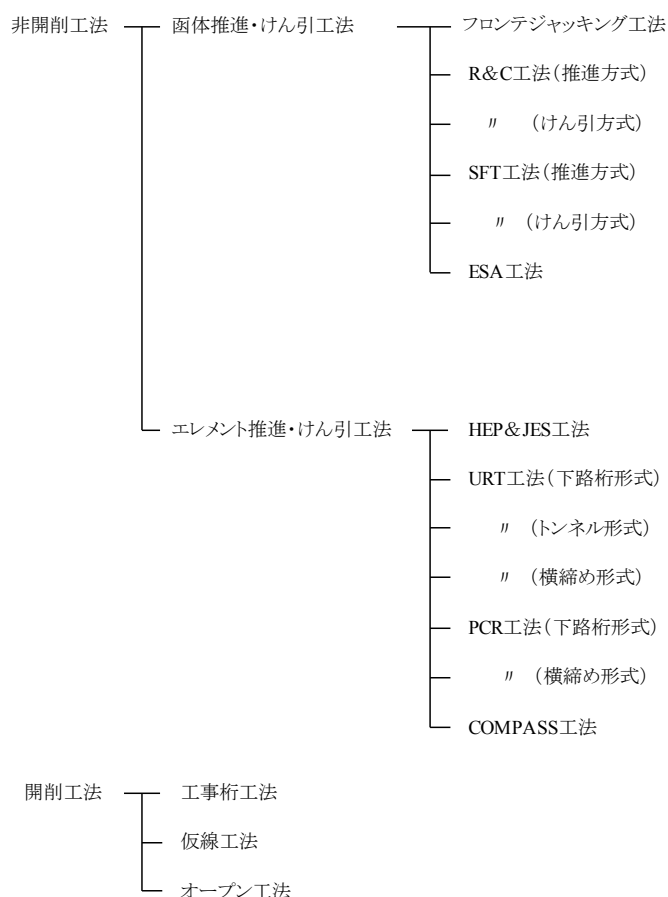 非開削工法 函体推進・けん引工法 フロンテジャッキング工法
R&C工法(推進方式)
〃 (けん引方式)
SFT工法(推進方式)
〃 (けん引方式)
ESA工法
エレメント推進・けん引工法 HEP&JES工法
URT工法(下路桁形式)
〃 (トンネル形式)
〃 (横締め形式)
PCR工法(下路桁形式)
〃 (横締め形式)
COMPASS工法
開削工法 工事桁工法
仮線工法
オープン工法